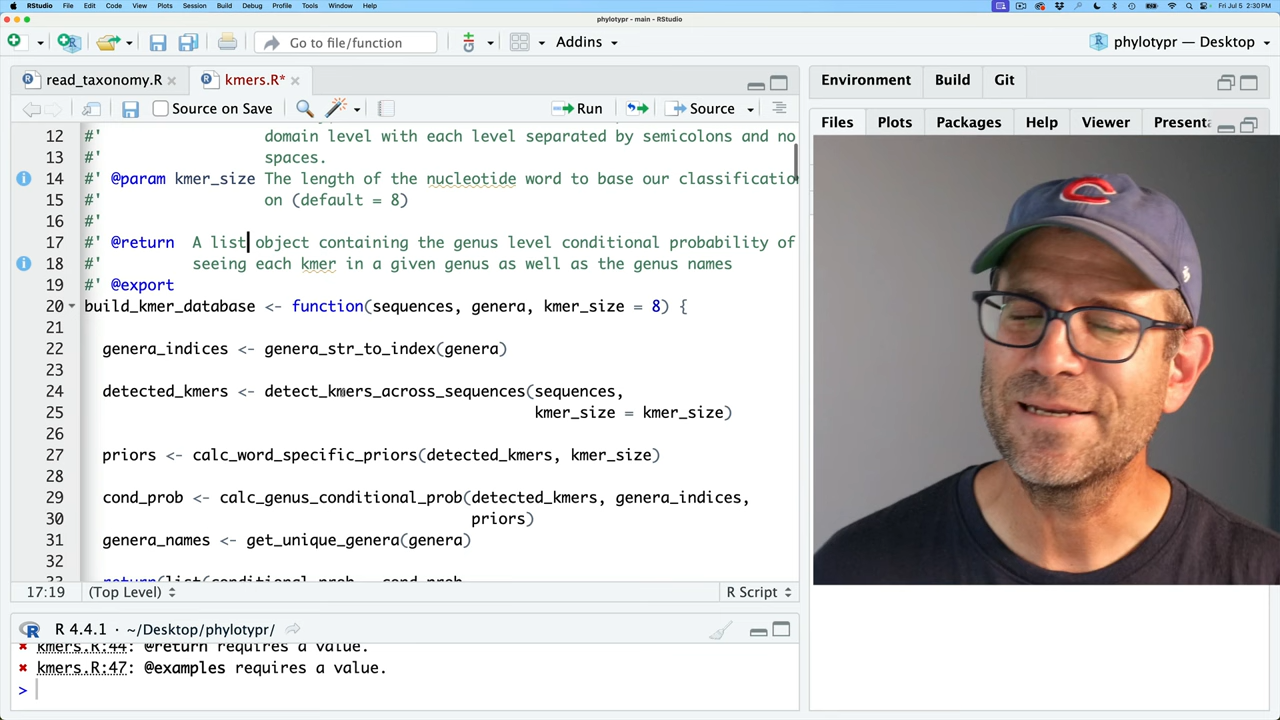 RStudio File Edit Code View Plots Session Build Debug Profile Tools Window Help Fri Jul 5 2:30 PM
phylotypr - main - RStudio
Go to file/function Addins phylotypr — Desktop
read_taxonomy.R kmers.R*
Source on Save Run Source
12 #' domain level with each level separated by semicolons and no
13 #' spaces.
14 #' @param kmer_size The length of the nucleotide word to base our classificatio
15 #' on (default = 8)
16 #'
17 #' @return A list object containing the genus level conditional probability of
18 #' seeing each kmer in a given genus as well as the genus names
19 #' @export
20 build_kmer_database <- function(sequences, genera, kmer_size = 8) {
21
22 genera_indices <- genera_str_to_index(genera)
23
24 detected_kmers <- detect_kmers_across_sequences(sequences,
25 kmer_size = kmer_size)
26
27 priors <- calc_word_specific_priors(detected_kmers, kmer_size)
28
29 cond_prob <- calc_genus_conditional_prob(detected_kmers, genera_indices,
30 priors)
31 genera_names <- get_unique_genera(genera)
32
17:19 (Top Level) R Script
R 4.4.1 · ~/Desktop/phylotypr/
kmers.R:44: @return requires a value.
kmers.R:47: @examples requires a value.
>
Environment Build Git
Files Plots Packages Help Viewer Presenta